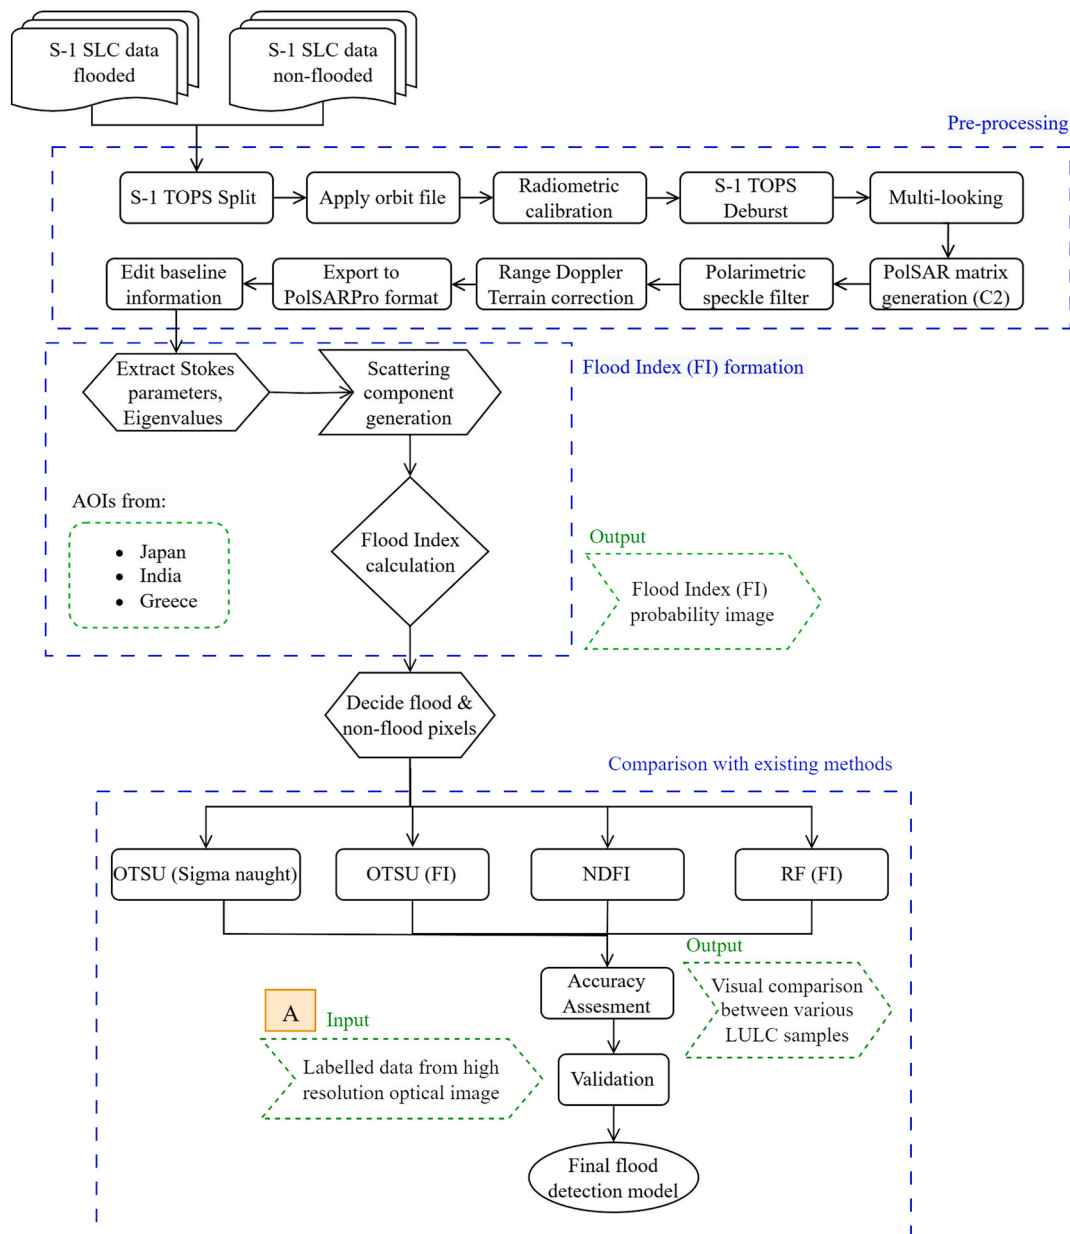 S-1 SLC data
flooded
S-1 SLC data
non-flooded
Pre-processing
S-1 TOPS Split
Apply orbit file
Radiometric
calibration
S-1 TOPS
Deburst
Multi-looking
Edit baseline
information
Export to
PolSARPro format
Range Doppler
Terrain correction
Polarimetric
speckle filter
PolSAR matrix
generation (C2)
Flood Index (FI) formation
Extract Stokes
parameters,
Eigenvalues
Scattering
component
generation
AOIs from:
• Japan
• India
• Greece
Flood Index
calculation
Output
Flood Index (FI)
probability image
Decide flood &
non-flood pixels
Comparison with existing methods
OTSU (Sigma naught)
OTSU (FI)
NDFI
RF (FI)
Output
Visual comparison
between various
LULC samples
Accuracy
Assesment
A
Input
Labelled data from high
resolution optical image
Validation
Final flood
detection model